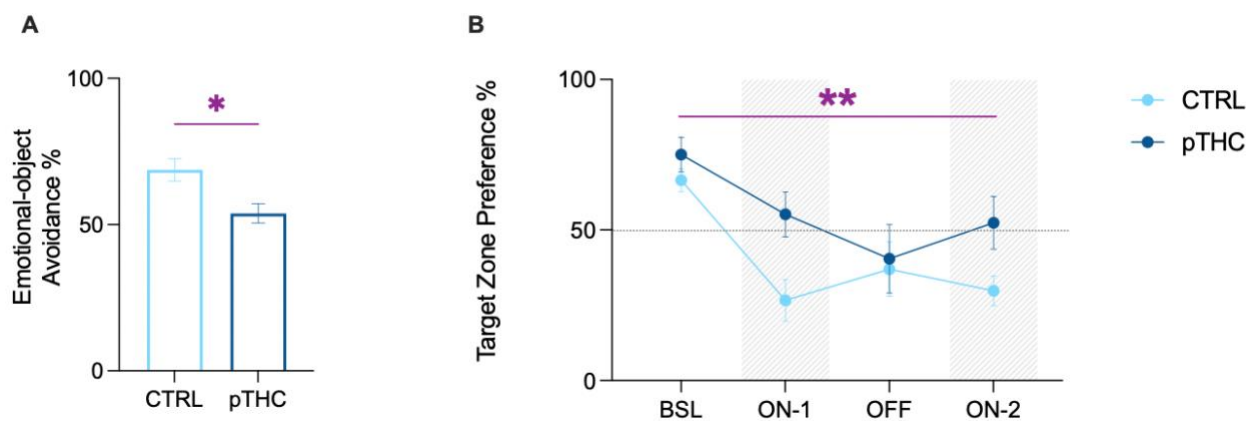 A
Emotional-object
Avoidance %
100
50
0
*
CTRL
pTHC
B
Target Zone Preference %
100
50
0
**
BSL
ON-1
OFF
ON-2
CTRL
pTHC